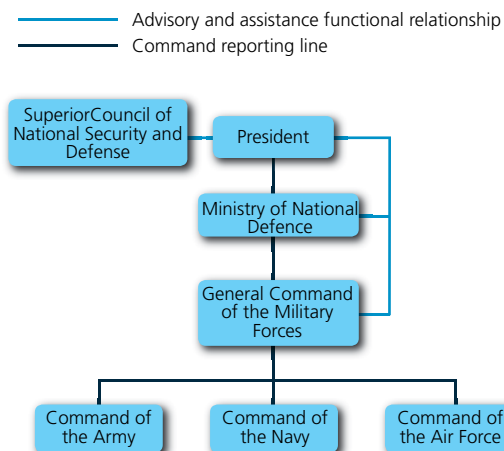 Advisory and assistance functional relationship
Command reporting line
SuperiorCouncil of
National Security and
Defense
President
Ministry of National
Defence
General Command
of the Military
Forces
Command of
the Army
Command of
the Navy
Command of
the Air Force